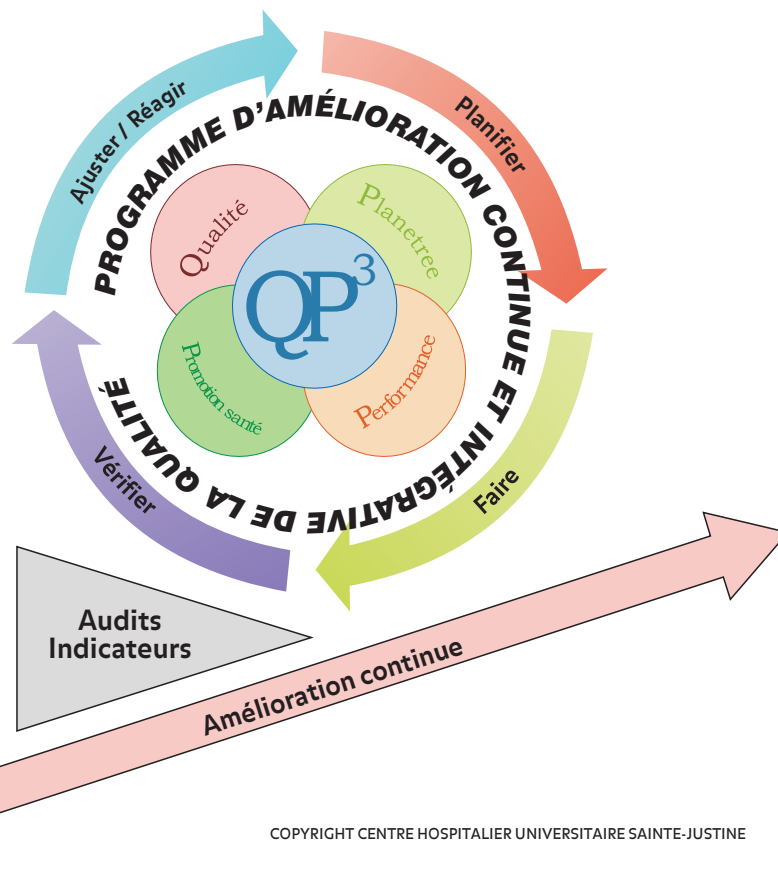 Ajuster / Réagir
Planifier
PROGRAMME D’AMÉLIORATION CONTINUE ET INTÉGRATIVE DE LA QUALITÉ
Qualité
Planetree
QP³
Promotion santé
Performance
Vérifier
Faire
Audits
Indicateurs
Amélioration continue
COPYRIGHT CENTRE HOSPITALIER UNIVERSITAIRE SAINTE-JUSTINE